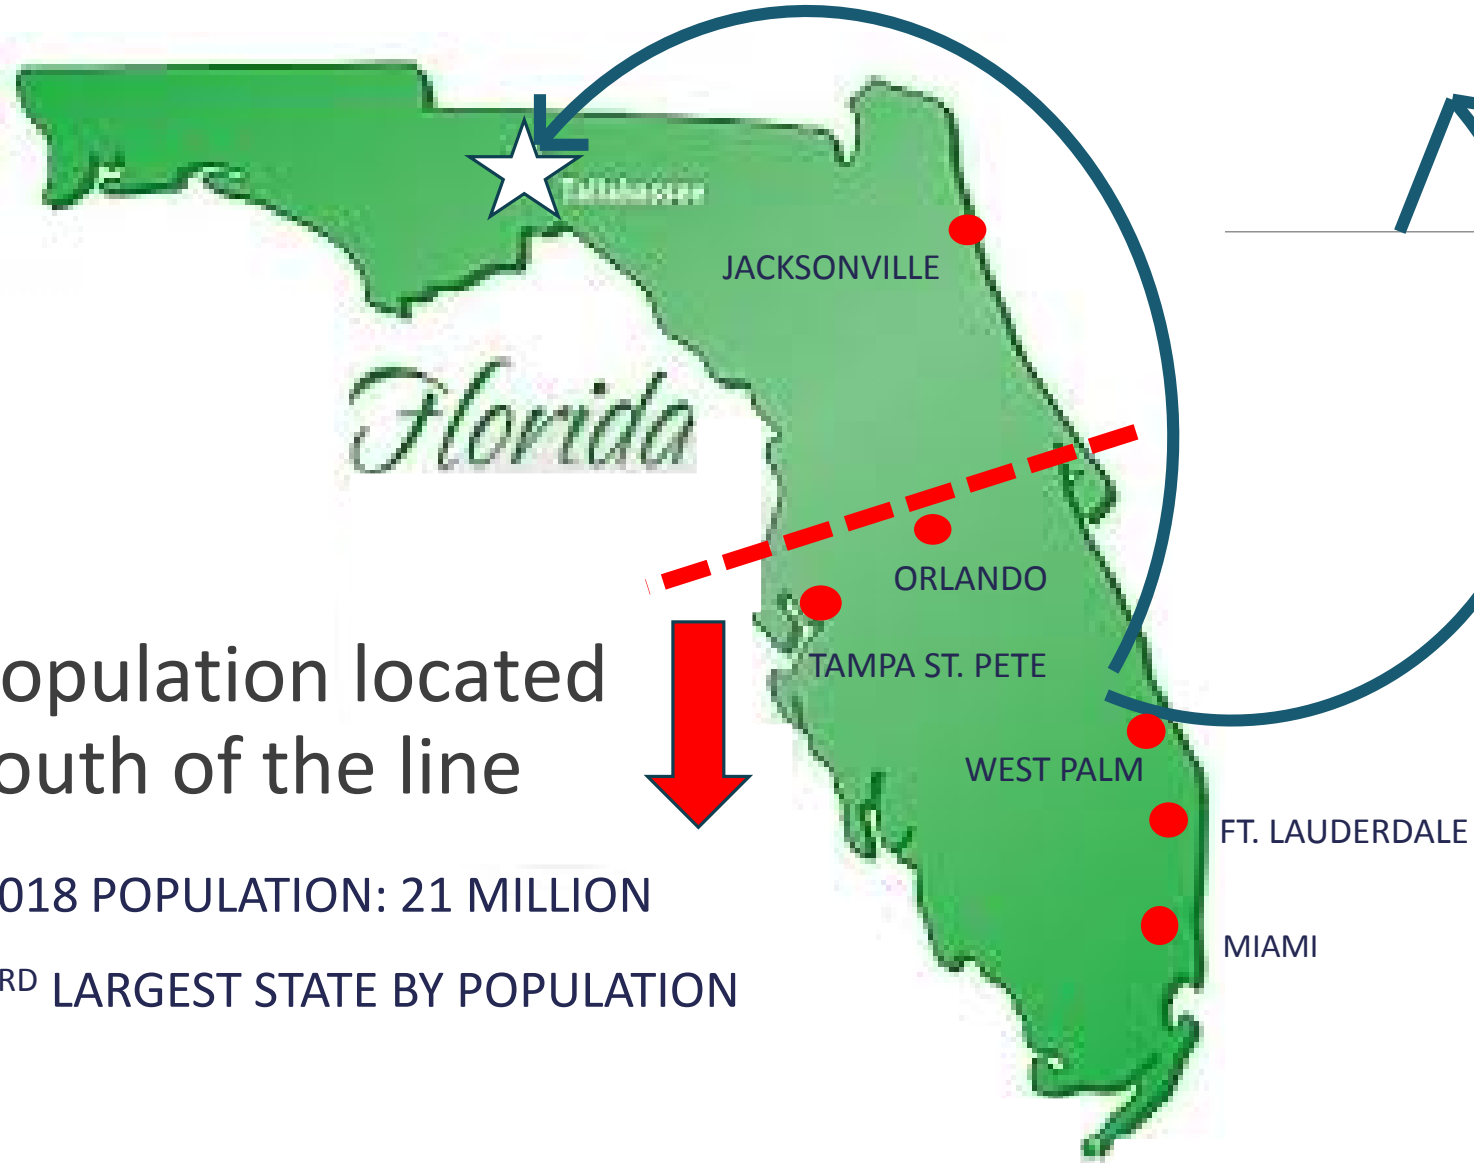 Tallahassee
JACKSONVILLE
Florida
ORLANDO
TAMPA ST. PETE
opulation located
outh of the line
WEST PALM
FT. LAUDERDALE
018 POPULATION: 21 MILLION
MIAMI
RD LARGEST STATE BY POPULATION